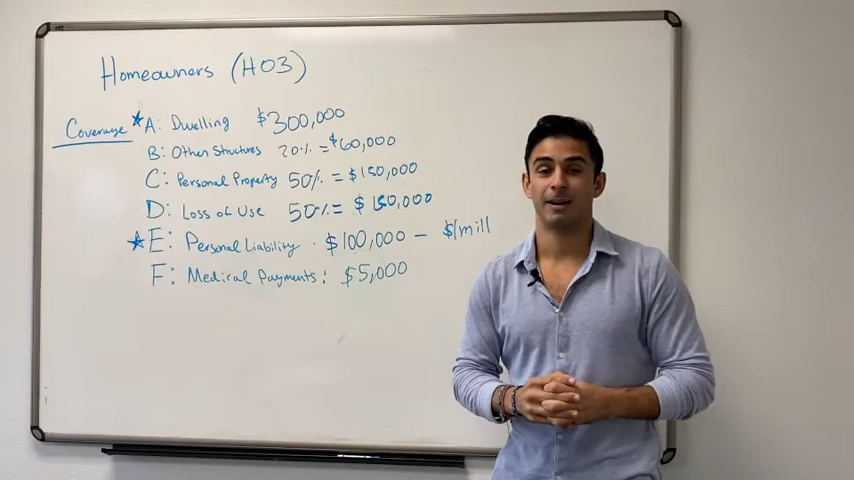 Homeowners (HO3)
Coverage ★ A: Dwelling $300,000
B: Other Structures 20% = $60,000
C: Personal Property 50% = $150,000
D: Loss of Use 50% = $150,000
★ E: Personal Liability . $100,000 - $1mill
F: Medical Payments: $5,000